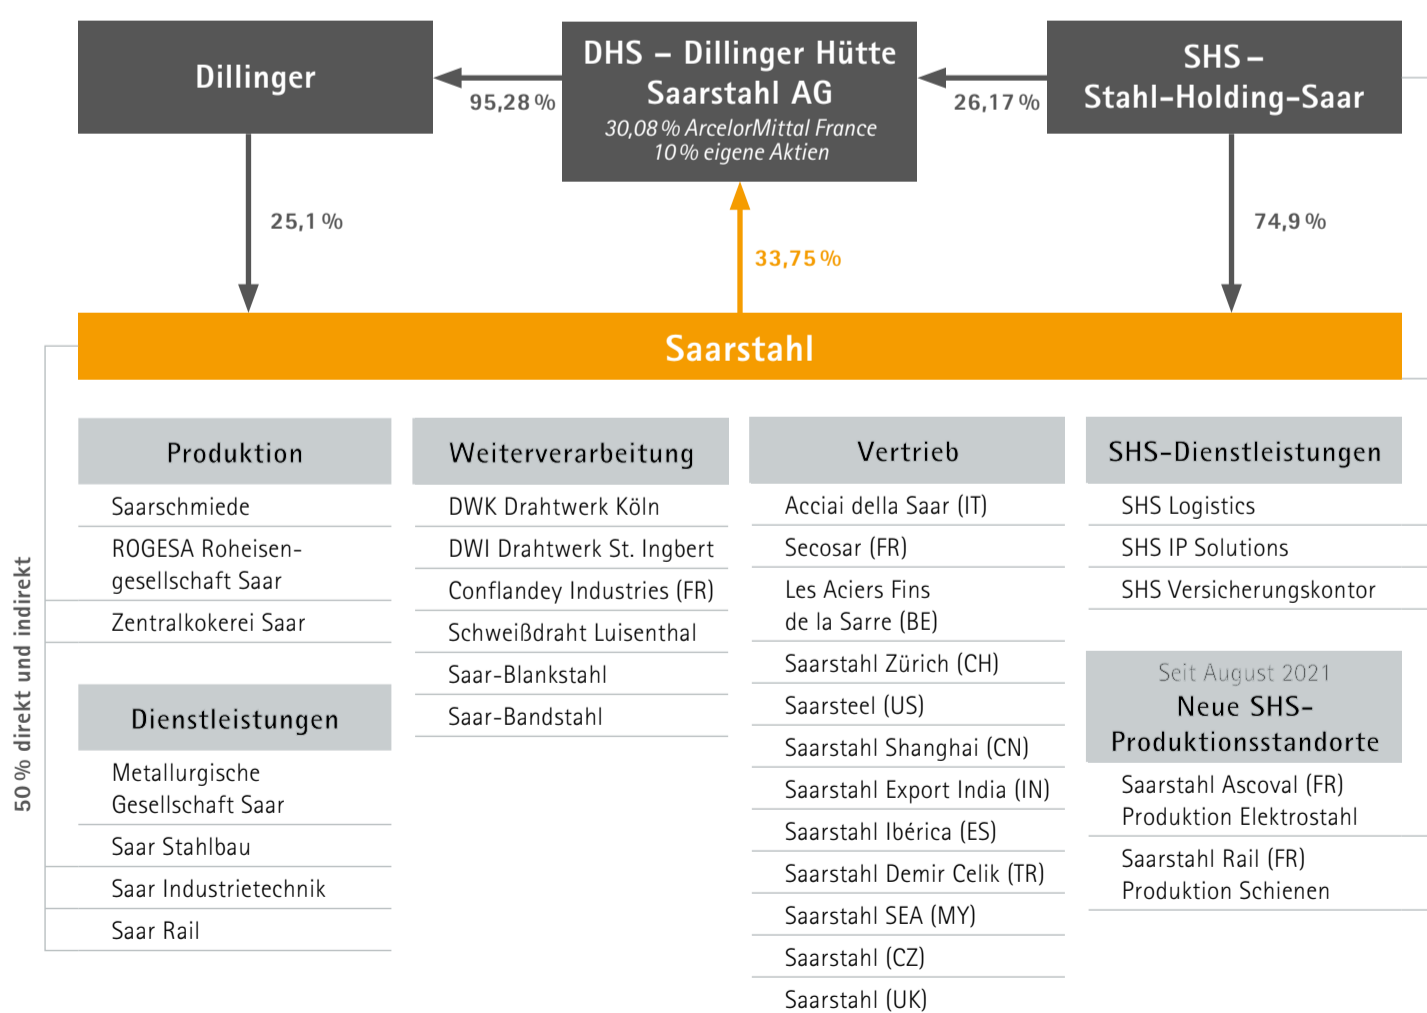 Dillinger
95,28 %
DHS – Dillinger Hütte
Saarstahl AG
30,08 % ArcelorMittal France
10 % eigene Aktien
26,17 %
SHS –
Stahl-Holding-Saar
25,1 %
33,75 %
74,9 %
Saarstahl
50 % direkt und indirekt
Produktion
Saarschmiede
ROGESA Roheisen-
gesellschaft Saar
Zentralkokerei Saar
Dienstleistungen
Metallurgische
Gesellschaft Saar
Saar Stahlbau
Saar Industrietechnik
Saar Rail
Weiterverarbeitung
DWK Drahtwerk Köln
DWI Drahtwerk St. Ingbert
Conflandey Industries (FR)
Schweißdraht Luisenthal
Saar-Blankstahl
Saar-Bandstahl
Vertrieb
Acciai della Saar (IT)
Secosar (FR)
Les Aciers Fins
de la Sarre (BE)
Saarstahl Zürich (CH)
Saarsteel (US)
Saarstahl Shanghai (CN)
Saarstahl Export India (IN)
Saarstahl Ibérica (ES)
Saarstahl Demir Celik (TR)
Saarstahl SEA (MY)
Saarstahl (CZ)
Saarstahl (UK)
SHS-Dienstleistungen
SHS Logistics
SHS IP Solutions
SHS Versicherungskontor
Seit August 2021
Neue SHS-
Produktionsstandorte
Saarstahl Ascoval (FR)
Produktion Elektrostahl
Saarstahl Rail (FR)
Produktion Schienen